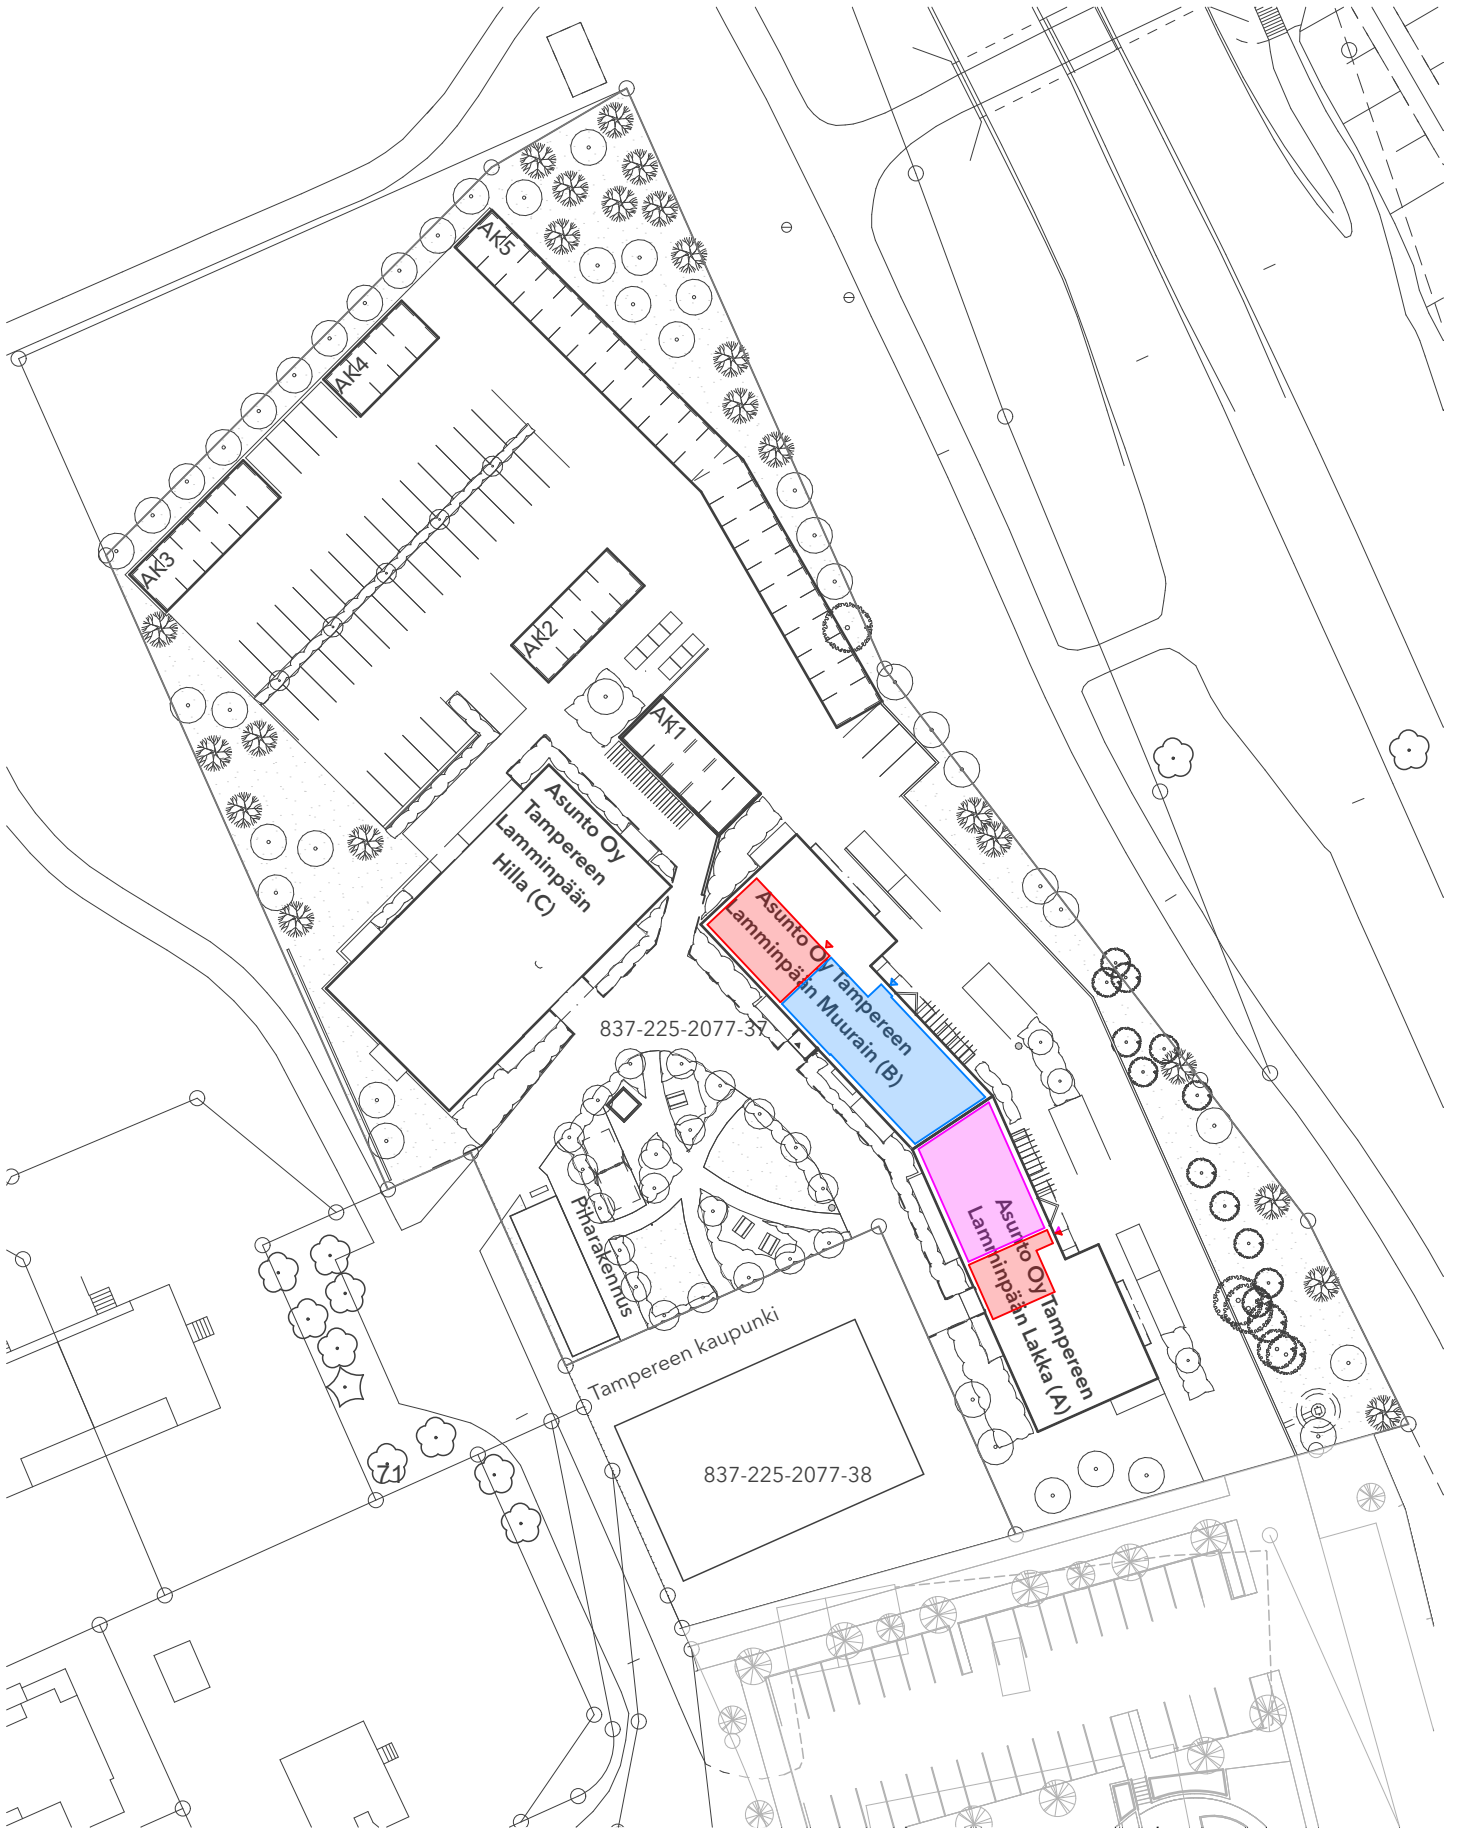 AK5
AK4
AK3
AK2
AK1
Asunto Oy
Tampereen
Lamminpään
Hilla (C)
Asunto Oy Tampereen
Lamminpään Muurain (B)
837-225-2077-37
Piharakennus
Asunto Oy Tampereen
Lamminpään Lakka (A)
Tampereen kaupunki
837-225-2077-38
71